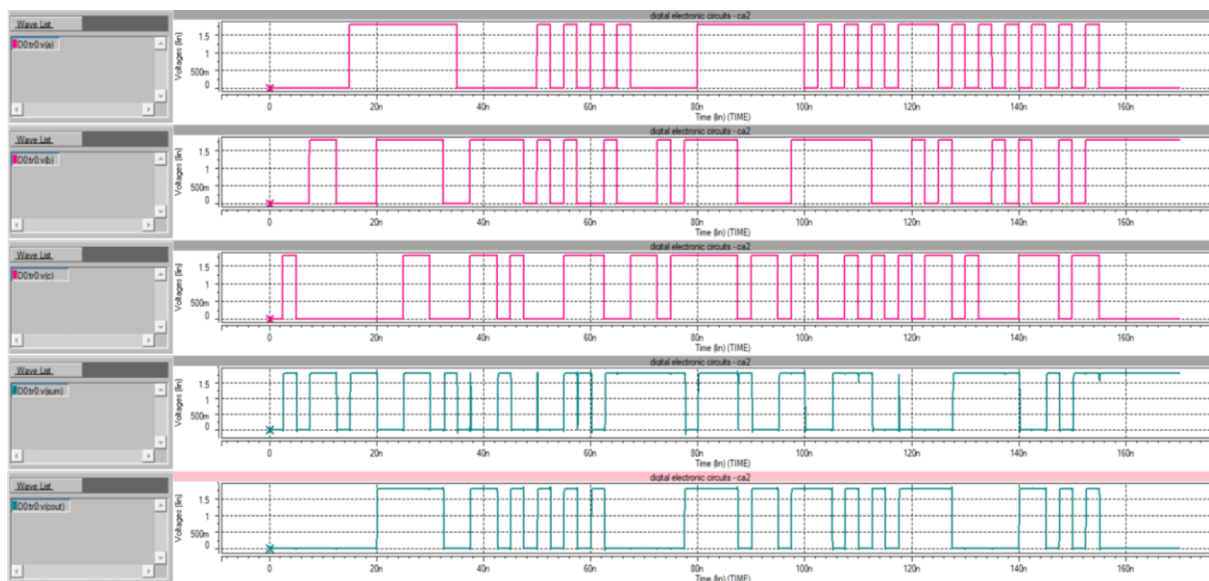 digital electronic circuits - ca2
Wave List
D0:tr0:v(a)
Voltages (lin)
1.5
1
500m
0
0
20n
40n
60n
80n
100n
120n
140n
160n
Time (lin) (TIME)
digital electronic circuits - ca2
Wave List
D0:tr0:v(b)
Voltages (lin)
1.5
1
500m
0
0
20n
40n
60n
80n
100n
120n
140n
160n
Time (lin) (TIME)
digital electronic circuits - ca2
Wave List
D0:tr0:v(c)
Voltages (lin)
1.5
1
500m
0
0
20n
40n
60n
80n
100n
120n
140n
160n
Time (lin) (TIME)
digital electronic circuits - ca2
Wave List
D0:tr0:v(sum)
Voltages (lin)
1.5
1
500m
0
0
20n
40n
60n
80n
100n
120n
140n
160n
Time (lin) (TIME)
digital electronic circuits - ca2
Wave List
D0:tr0:v(cout)
Voltages (lin)
1.5
1
500m
0
0
20n
40n
60n
80n
100n
120n
140n
160n
Time (lin) (TIME)